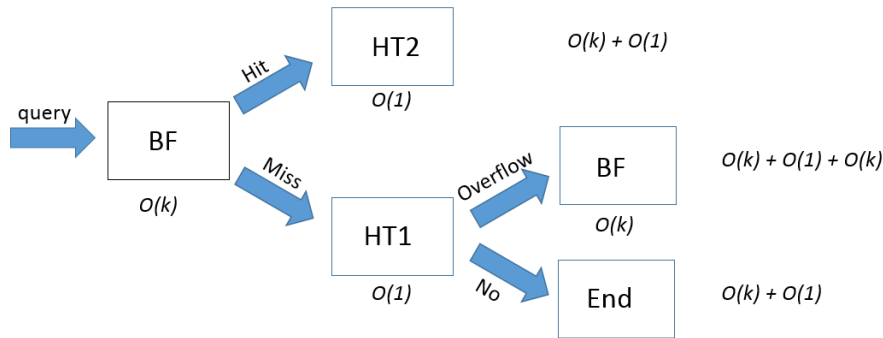 query
BF
O(k)
Hit
HT2
O(1)
O(k) + O(1)
Miss
HT1
O(1)
Overflow
BF
O(k)
O(k) + O(1) + O(k)
No
End
O(k) + O(1)